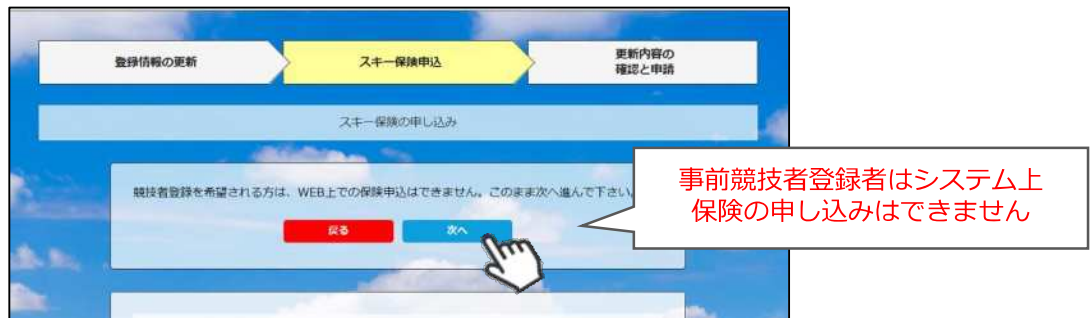 登録情報の更新
スキー保険申込
更新内容の
確認と申請
スキー保険の申し込み
競技者登録を希望される方は、WEB上での保険申込はできません。このまま次へ進んで下さい。
戻る
次へ
事前競技者登録者はシステム上
保険の申し込みはできません